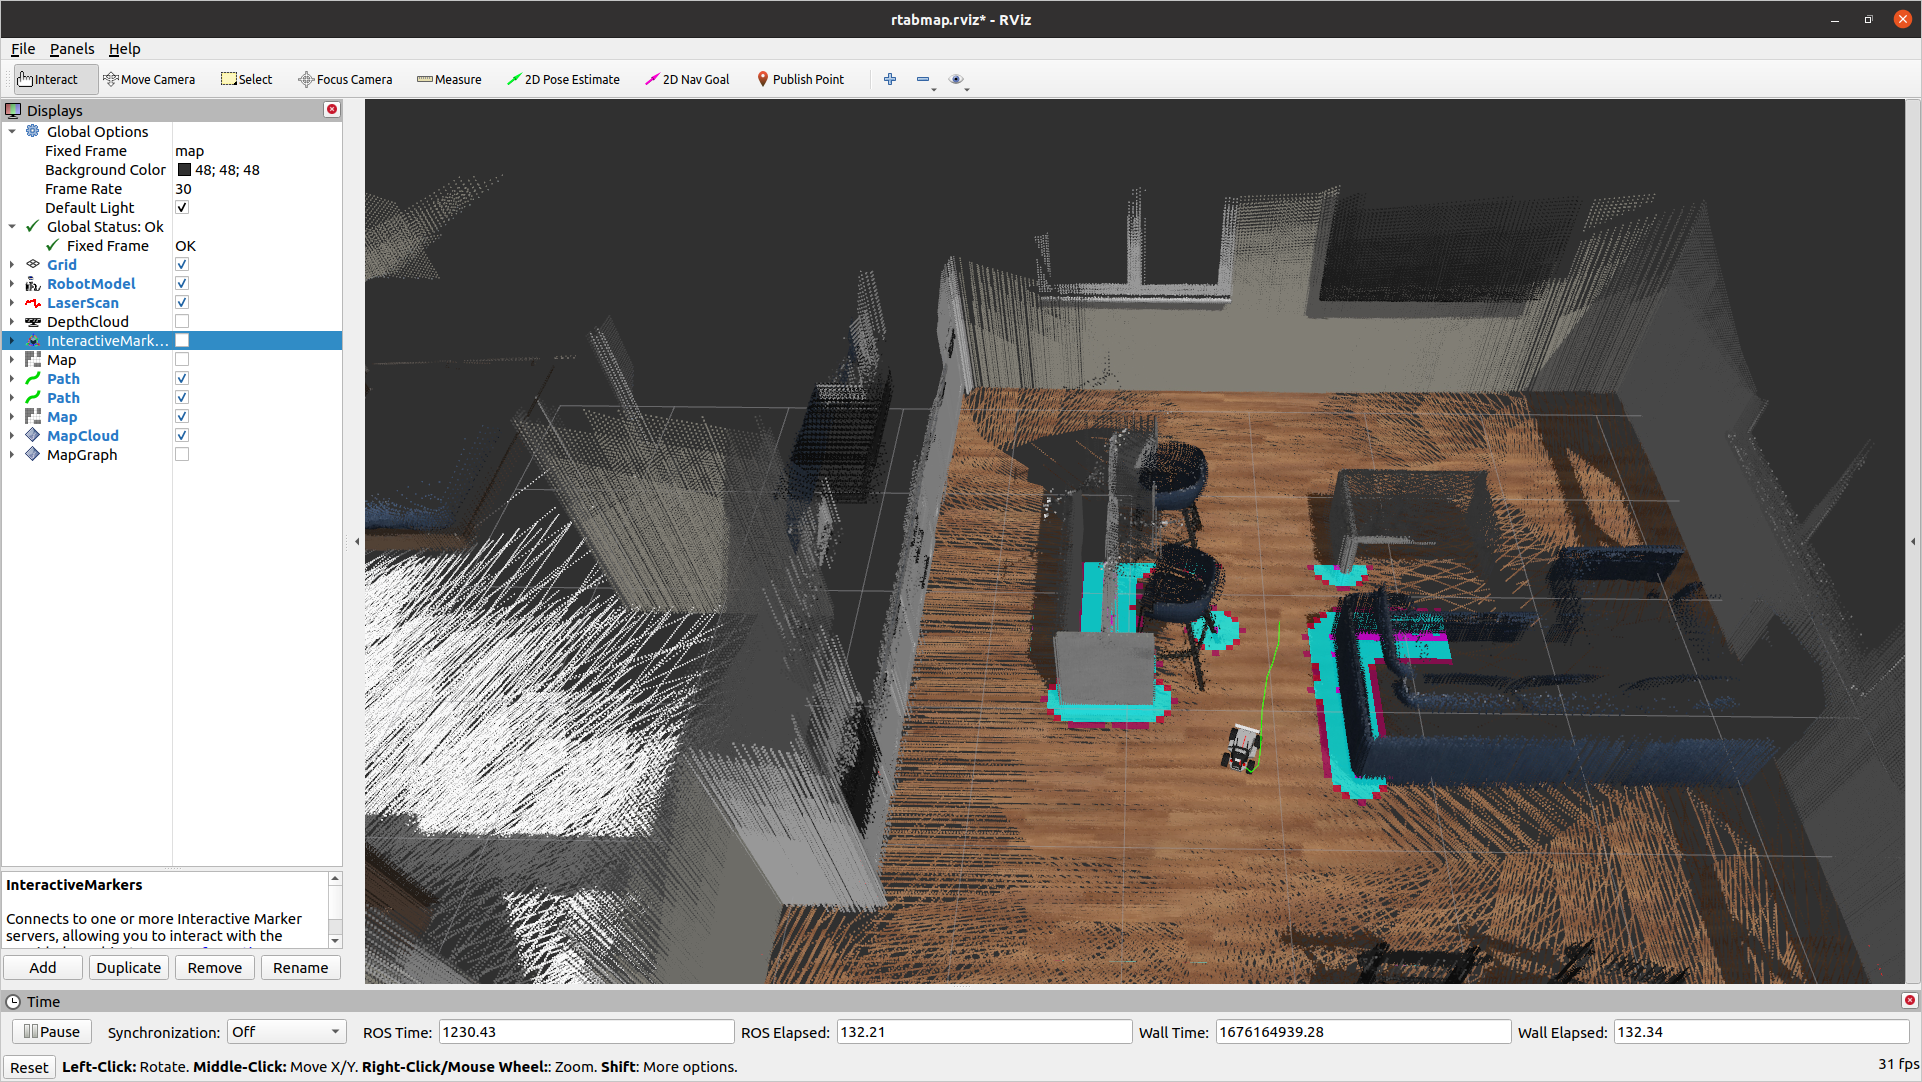 rtabmap.rviz* - RViz
File Panels Help
Interact Move Camera Select Focus Camera Measure 2D Pose Estimate 2D Nav Goal Publish Point
Displays
Global Options
Fixed Frame map
Background Color 48; 48; 48
Frame Rate 30
Default Light
Global Status: Ok
Fixed Frame OK
Grid
RobotModel
LaserScan
DepthCloud
InteractiveMark...
Map
Path
Path
Map
MapCloud
MapGraph
InteractiveMarkers
Connects to one or more Interactive Marker
servers, allowing you to interact with the
Add Duplicate Remove Rename
Time
Pause Synchronization: Off ROS Time: 1230.43 ROS Elapsed: 132.21 Wall Time: 1676164939.28 Wall Elapsed: 132.34
Reset Left-Click: Rotate. Middle-Click: Move X/Y. Right-Click/Mouse Wheel:: Zoom. Shift: More options. 31 fps